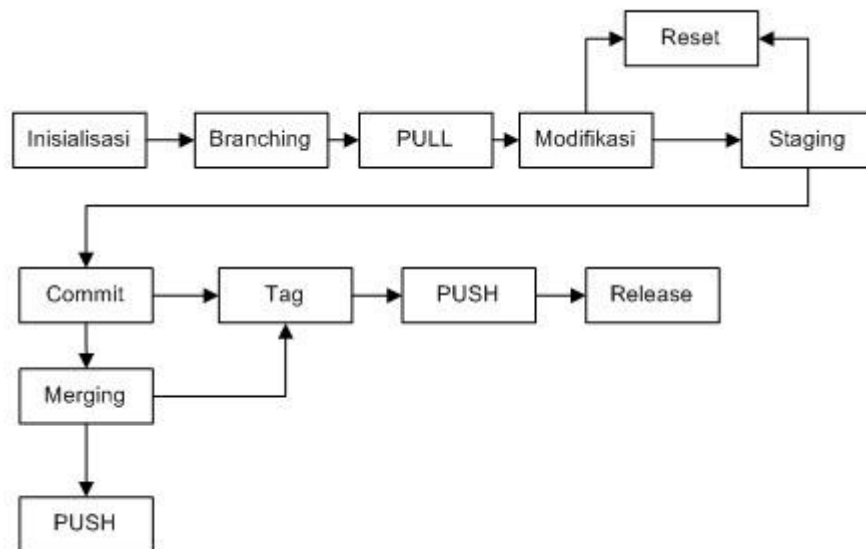 Reset
Inisialisasi
Branching
PULL
Modifikasi
Staging
Commit
Tag
PUSH
Release
Merging
PUSH